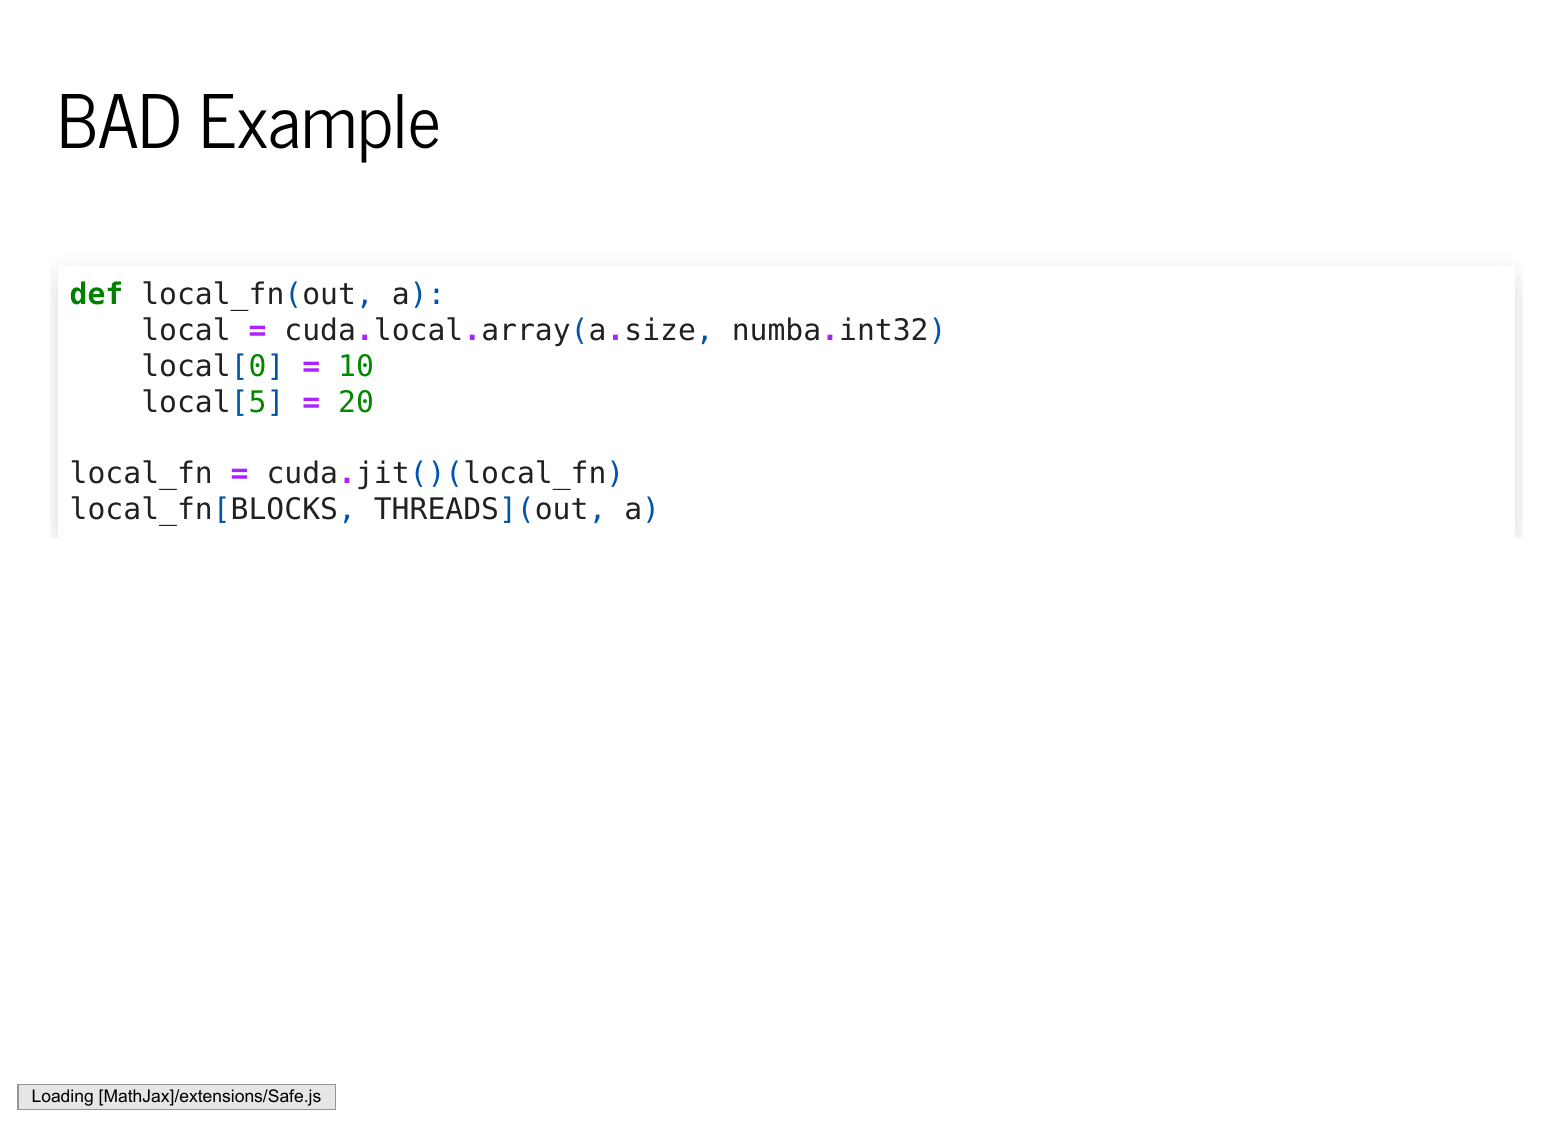 BAD Example
def local_fn(out, a):
    local = cuda.local.array(a.size, numba.int32)
    local[0] = 10
    local[5] = 20

local_fn = cuda.jit()(local_fn)
local_fn[BLOCKS, THREADS](out, a)
Loading [MathJax]/extensions/Safe.js